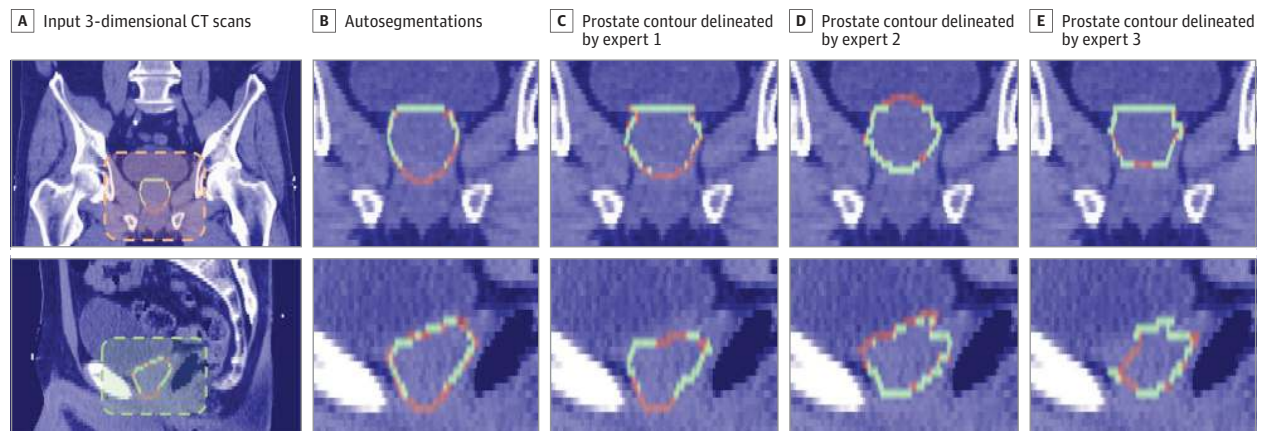 A Input 3-dimensional CT scans
B Autosegmentations
C Prostate contour delineated
by expert 1
D Prostate contour delineated
by expert 2
E Prostate contour delineated
by expert 3